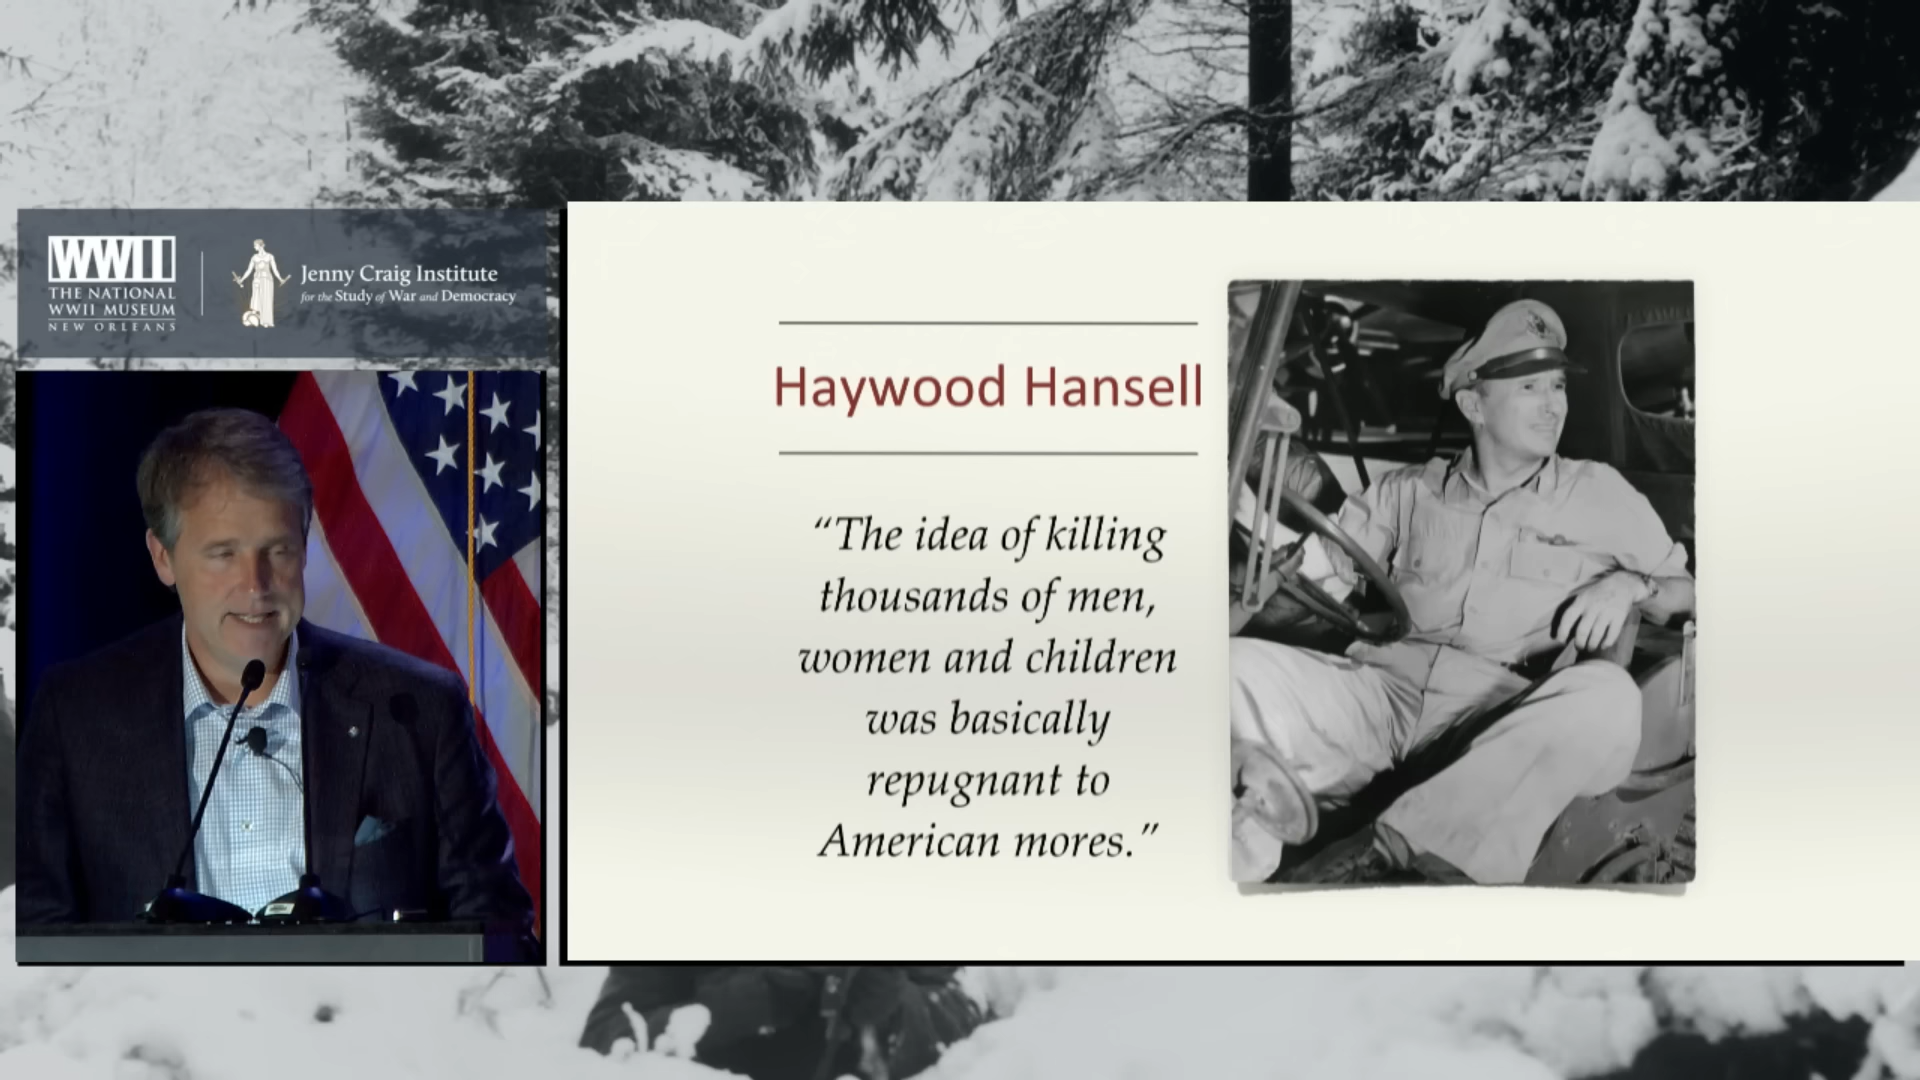 WWII
THE NATIONAL
WWII MUSEUM
NEW ORLEANS
Jenny Craig Institute
for the Study of War and Democracy
Haywood Hansell
“The idea of killing
thousands of men,
women and children
was basically
repugnant to
American mores.”